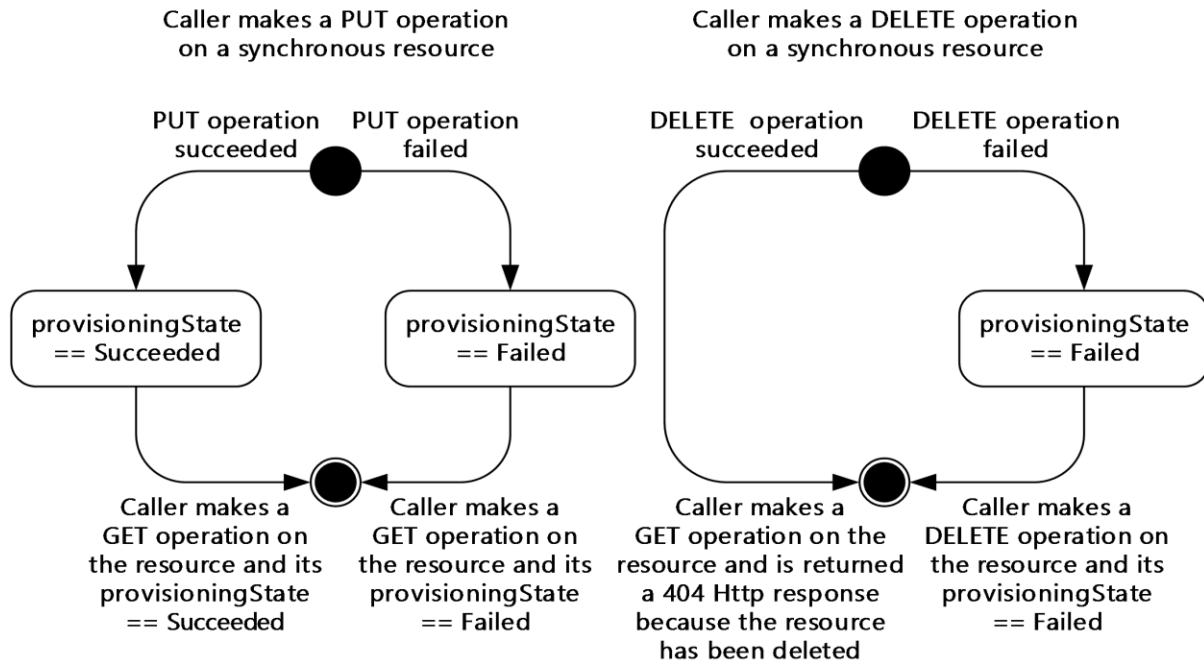 Caller makes a PUT operation
on a synchronous resource
PUT operation
succeeded
PUT operation
failed
provisioningState
== Succeeded
provisioningState
== Failed
Caller makes a
GET operation on
the resource and its
provisioningState
== Succeeded
Caller makes a
GET operation on
the resource and its
provisioningState
== Failed
Caller makes a DELETE operation
on a synchronous resource
DELETE operation
succeeded
DELETE operation
failed
provisioningState
== Failed
Caller makes a
GET operation on the
resource and is returned
a 404 Http response
because the resource
has been deleted
Caller makes a
DELETE operation on
the resource and its
provisioningState
== Failed